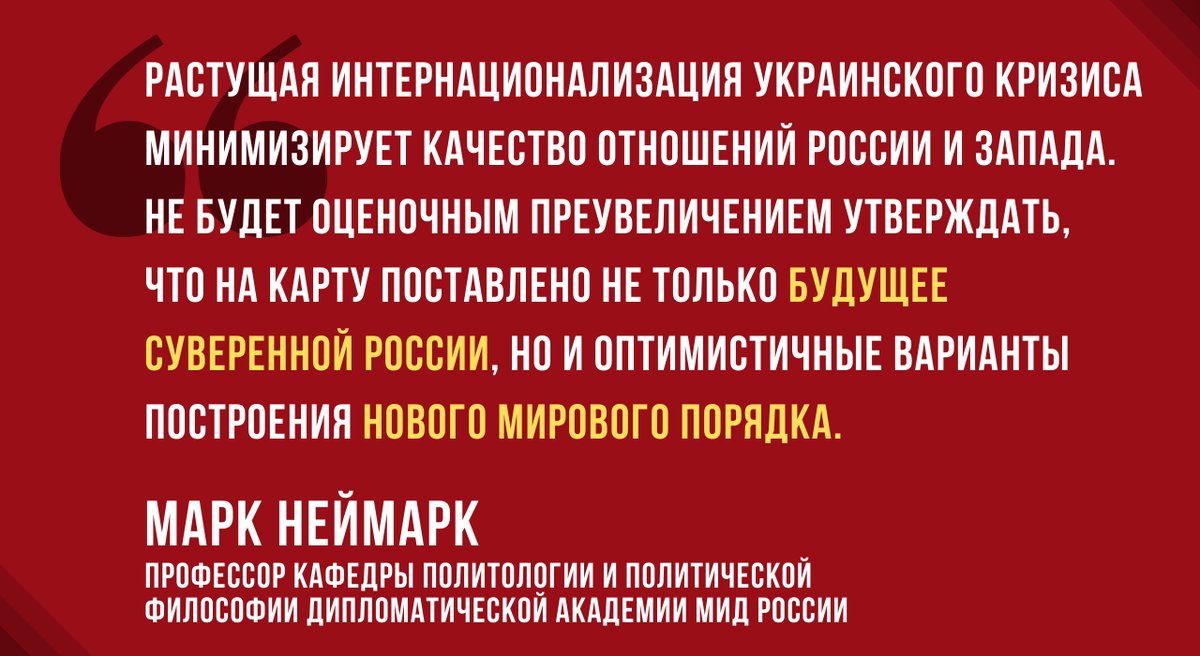 РАСТУЩАЯ ИНТЕРНАЦИОНАЛИЗАЦИЯ УКРАИНСКОГО КРИЗИСА
МИНИМИЗИРУЕТ КАЧЕСТВО ОТНОШЕНИЙ РОССИИ И ЗАПАДА.
НЕ БУДЕТ ОЦЕНОЧНЫМ ПРЕУВЕЛИЧЕНИЕМ УТВЕРЖДАТЬ,
ЧТО НА КАРТУ ПОСТАВЛЕНО НЕ ТОЛЬКО БУДУЩЕЕ
СУВЕРЕННОЙ РОССИИ, НО И ОПТИМИСТИЧНЫЕ ВАРИАНТЫ
ПОСТРОЕНИЯ НОВОГО МИРОВОГО ПОРЯДКА.
МАРК НЕЙМАРК
ПРОФЕССОР КАФЕДРЫ ПОЛИТОЛОГИИ И ПОЛИТИЧЕСКОЙ
ФИЛОСОФИИ ДИПЛОМАТИЧЕСКОЙ АКАДЕМИИ МИД РОССИИ